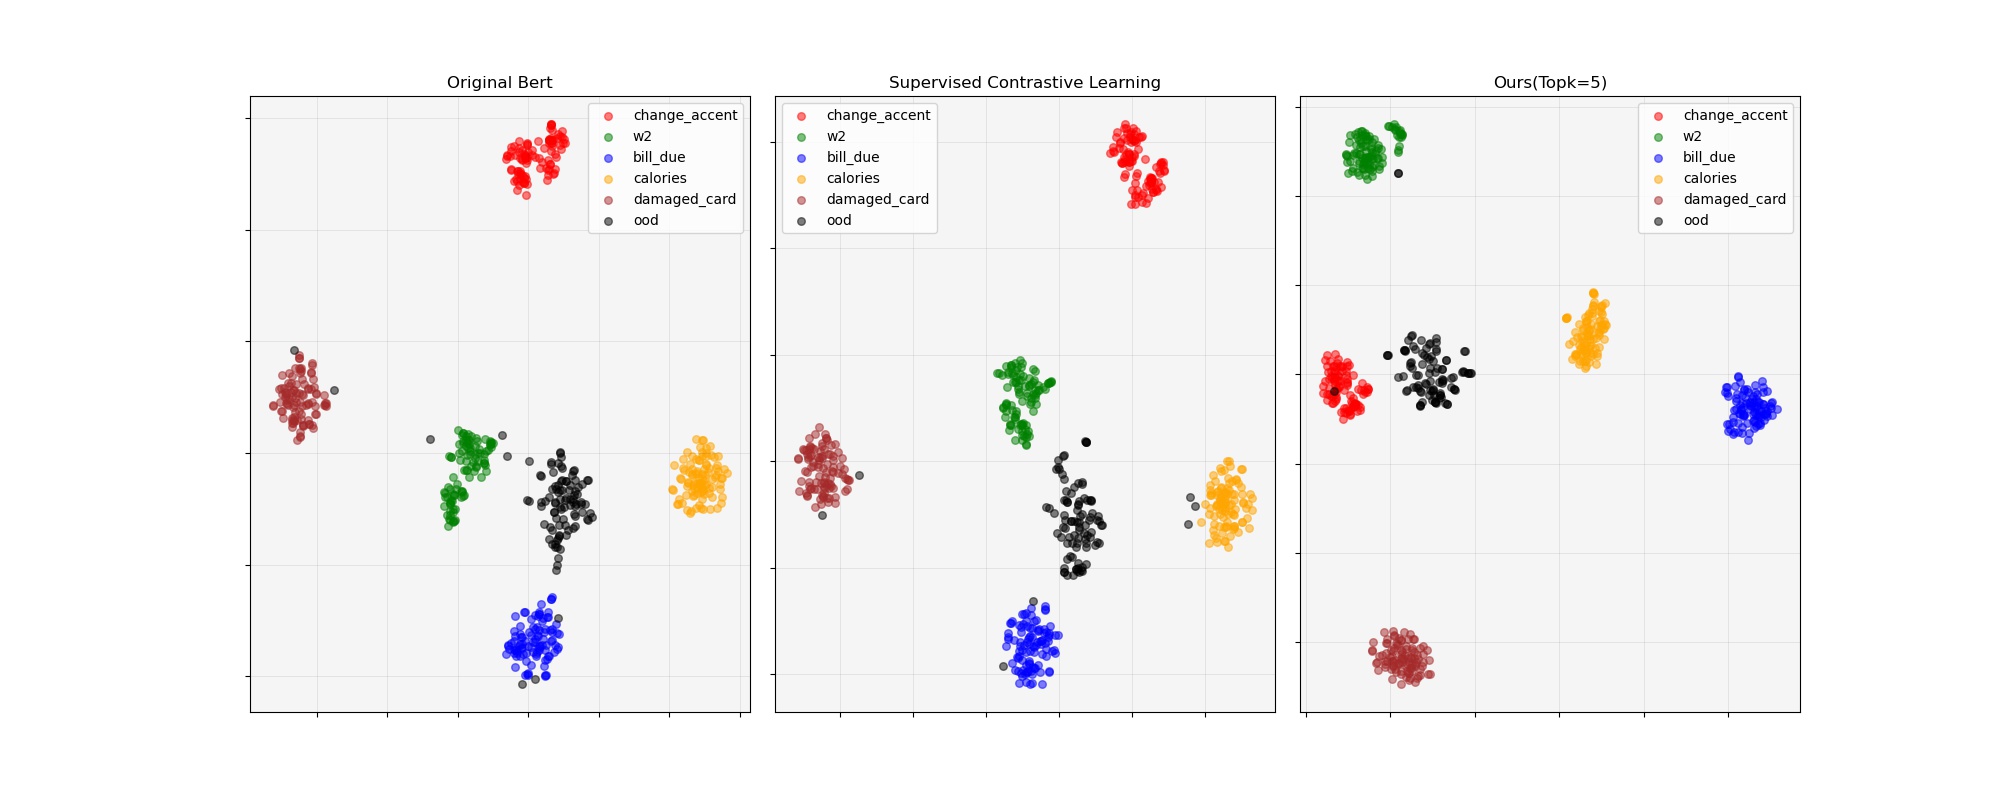 Original Bert
change_accent
w2
bill_due
calories
damaged_card
ood
Supervised Contrastive Learning
change_accent
w2
bill_due
calories
damaged_card
ood
Ours(Topk=5)
change_accent
w2
bill_due
calories
damaged_card
ood